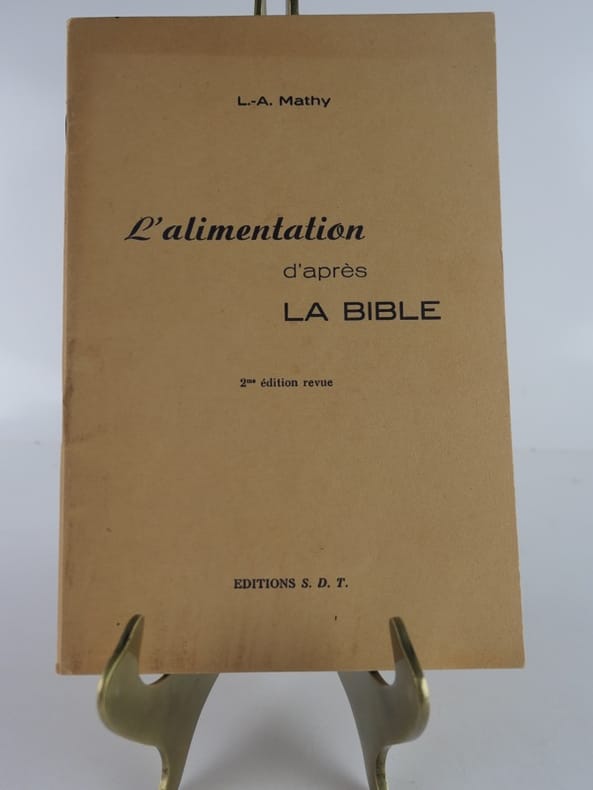 L.-A. Mathy
L'alimentation
d'après
LA BIBLE
2me édition revue
EDITIONS S. D. T.